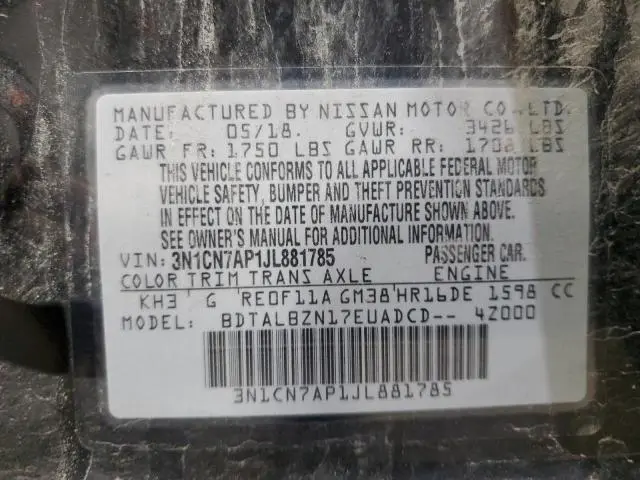 MANUFACTURED BY NISSAN MOTOR CO.,LTD.
DATE: 05/18. GVWR: 3426 LBS
GAWR FR: 1750 LBS GAWR RR: 1708 LBS
THIS VEHICLE CONFORMS TO ALL APPLICABLE FEDERAL MOTOR
VEHICLE SAFETY, BUMPER AND THEFT PREVENTION STANDARDS
IN EFFECT ON THE DATE OF MANUFACTURE SHOWN ABOVE.
SEE OWNER'S MANUAL FOR ADDITIONAL INFORMATION.
VIN: 3N1CN7AP1JL881785 PASSENGER CAR.
COLOR TRIM TRANS AXLE ENGINE
KH3 G RE0F11A GM38 HR16DE 1598 CC
MODEL: BDTALBZN17EUADCD-- 4Z000
3N1CN7AP1JL881785